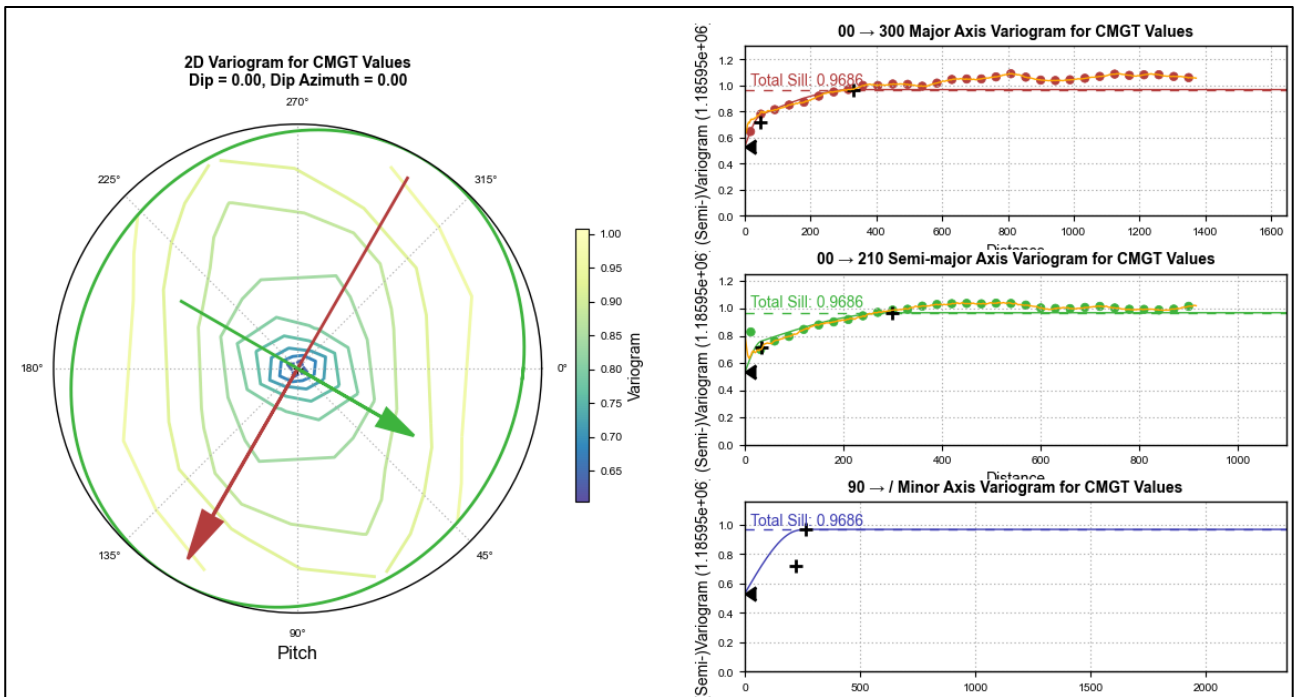 2D Variogram for CMGT Values
Dip = 0.00, Dip Azimuth = 0.00
270°
225°
315°
180°
0°
135°
45°
90°
Pitch
1.00
0.95
0.90
0.85
0.80
0.75
0.70
0.65
Variogram
00 → 300 Major Axis Variogram for CMGT Values
(Semi-)Variogram (1.18595e+06
1.2
1.0
0.8
0.6
0.4
0.2
0.0
Total Sill: 0.9686
0 200 400 600 800 1000 1200 1400 1600
Distance
00 → 210 Semi-major Axis Variogram for CMGT Values
(Semi-)Variogram (1.18595e+06
1.2
1.0
0.8
0.6
0.4
0.2
0.0
Total Sill: 0.9686
0 200 400 600 800 1000
Distance
90 → / Minor Axis Variogram for CMGT Values
(Semi-)Variogram (1.18595e+06
1.0
0.8
0.6
0.4
0.2
0.0
Total Sill: 0.9686
0 500 1000 1500 2000